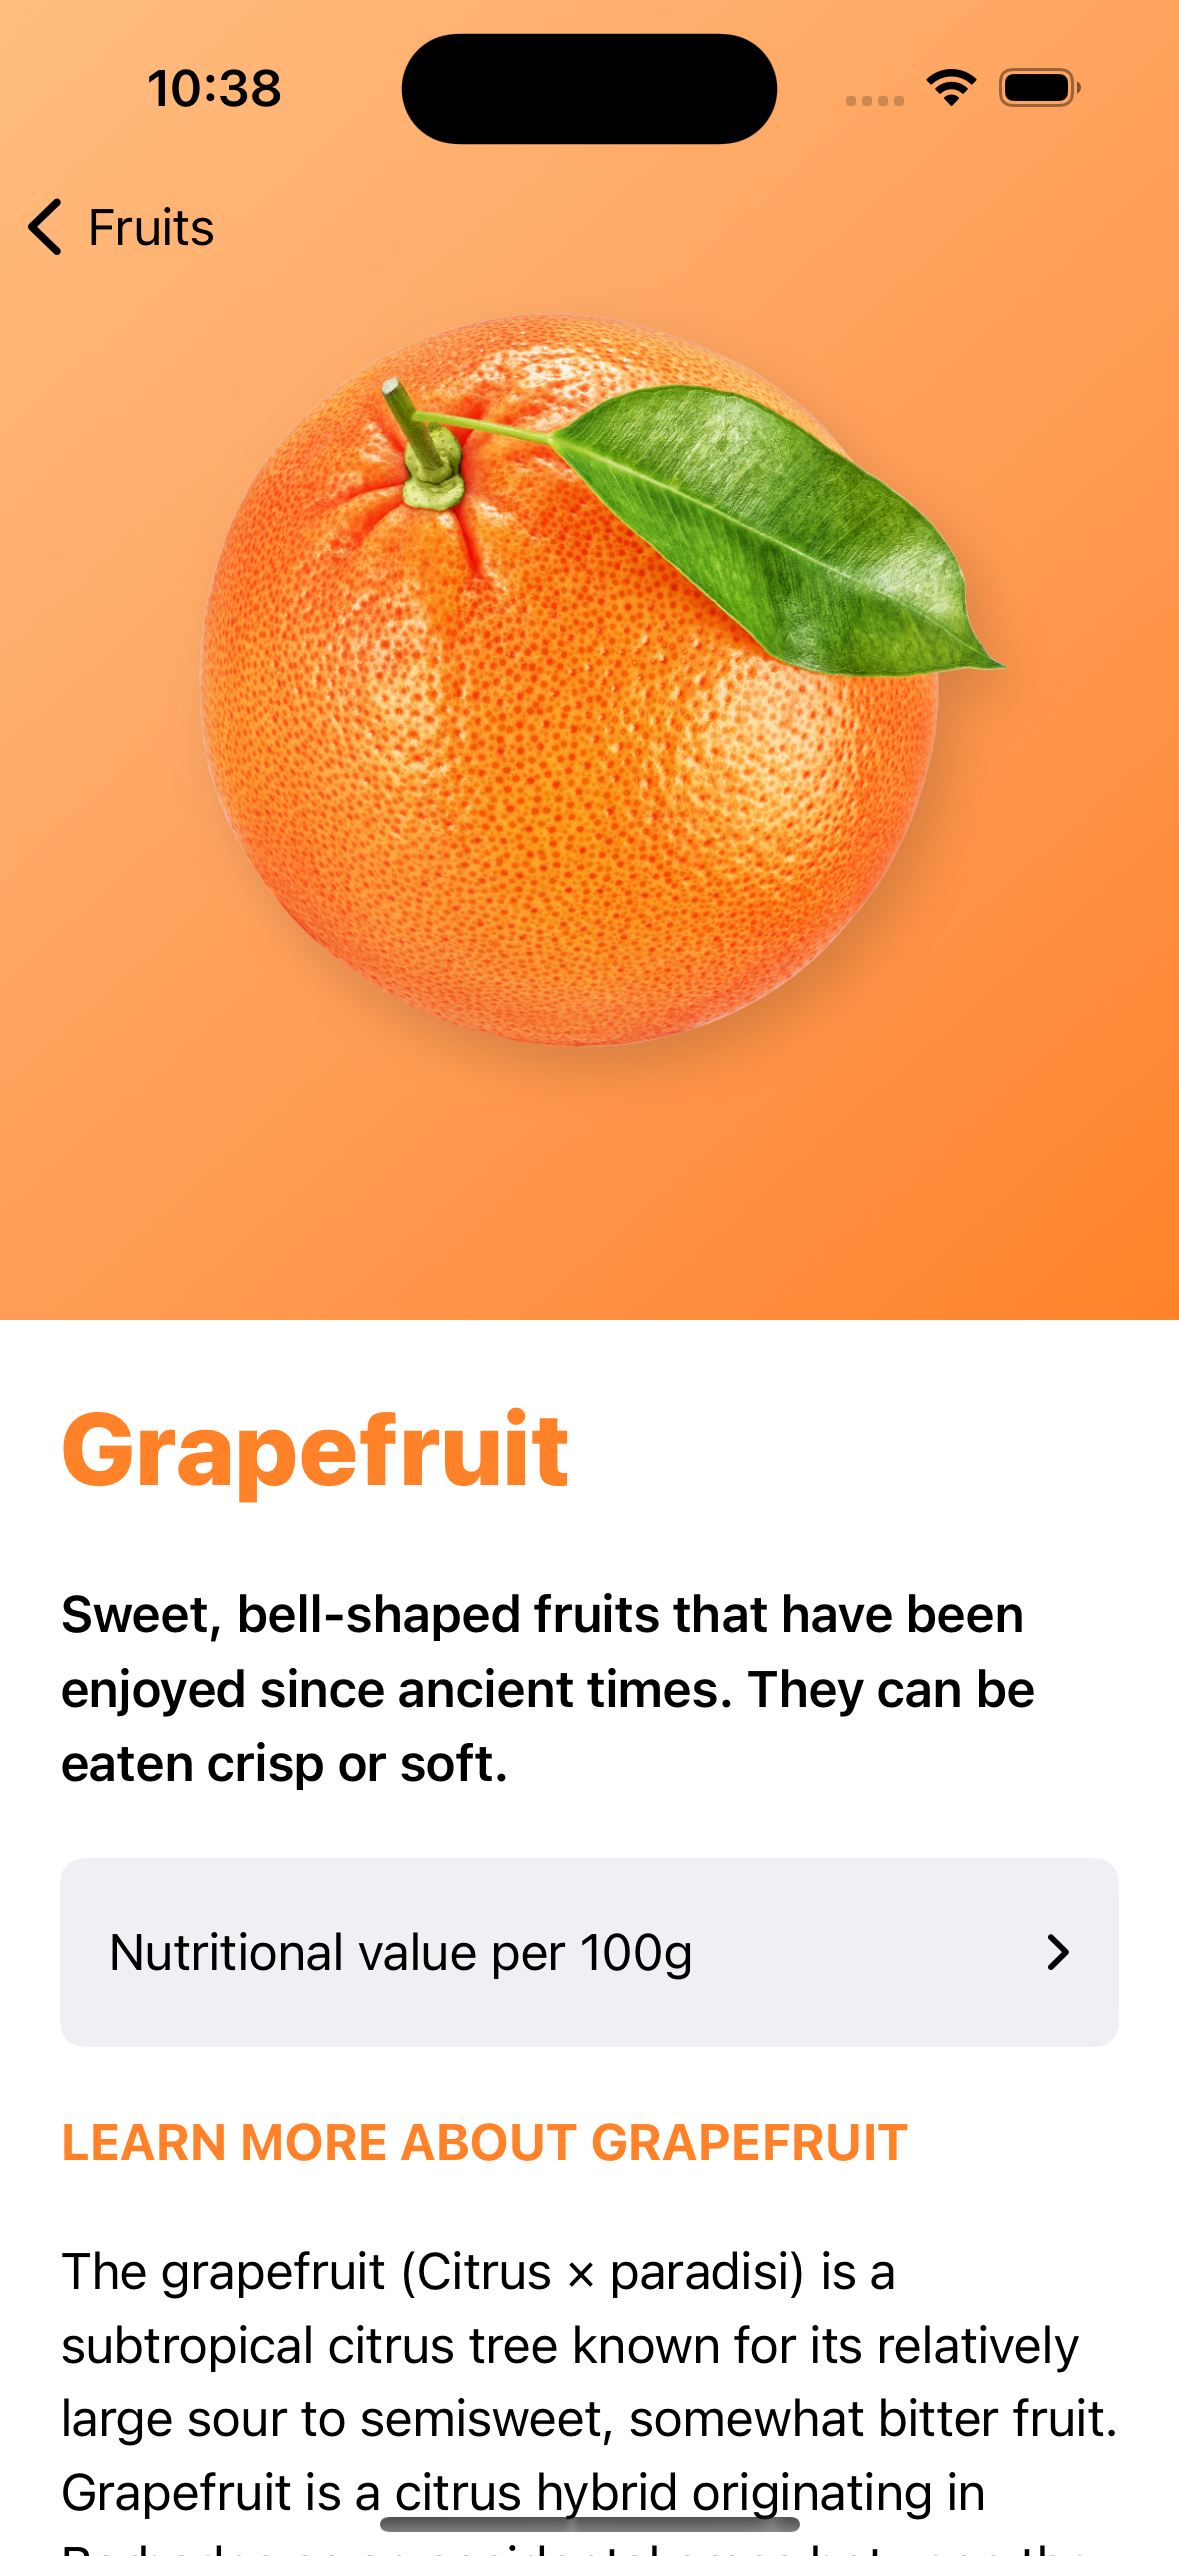 10:38
Fruits
Grapefruit
Sweet, bell-shaped fruits that have been
enjoyed since ancient times. They can be
eaten crisp or soft.
Nutritional value per 100g
LEARN MORE ABOUT GRAPEFRUIT
The grapefruit (Citrus × paradisi) is a
subtropical citrus tree known for its relatively
large sour to semisweet, somewhat bitter fruit.
Grapefruit is a citrus hybrid originating in